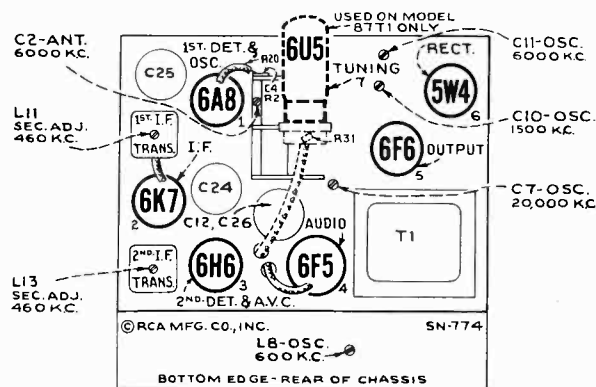 C2-ANT.
6000 K.C.
1ST. DET. &
OSC.
R20
6U5
USED ON MODEL
87T1 ONLY
C11-OSC.
6000 K.C.
C25
6A8
1
C4
R2
TUNING
7
RECT.
5W4
6
C10-OSC.
1500 K.C.
L11
SEC. ADJ.
460 K.C.
1ST. I.F.
TRANS.
I.F.
R31
6F6
OUTPUT
5
6K7
2
C24
C7-OSC.
20,000 K.C.
C12, C26
AUDIO
T1
L13
SEC. ADJ.
460 K.C.
2ND. I.F.
TRANS.
6H6
3
6F5
4
2ND. DET. & A.V.C.
© RCA MFG. CO., INC.
SN-774
L8-OSC.
600 K.C.
BOTTOM EDGE-REAR OF CHASSIS